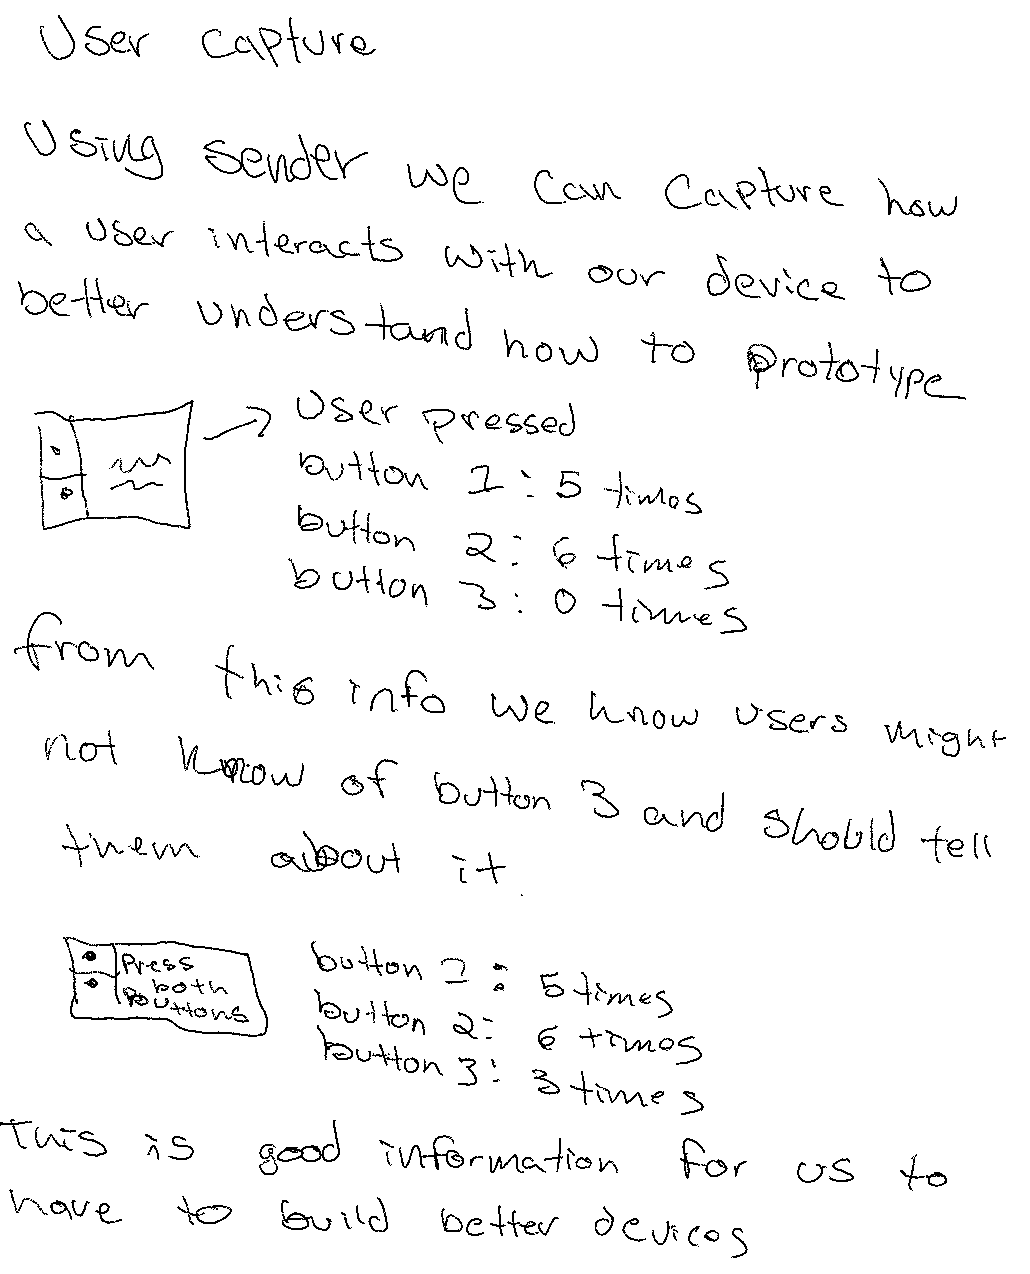 User capture
Using sender we can capture how
a user interacts with our device to
better understand how to prototype
User pressed
button 1: 5 times
button 2: 6 times
button 3: 0 times
from this info we know users might
not know of button 3 and should tell
them about it.
Press
both
buttons
button 1: 5 times
button 2: 6 times
button 3: 3 times
This is good information for us to
have to build better devices